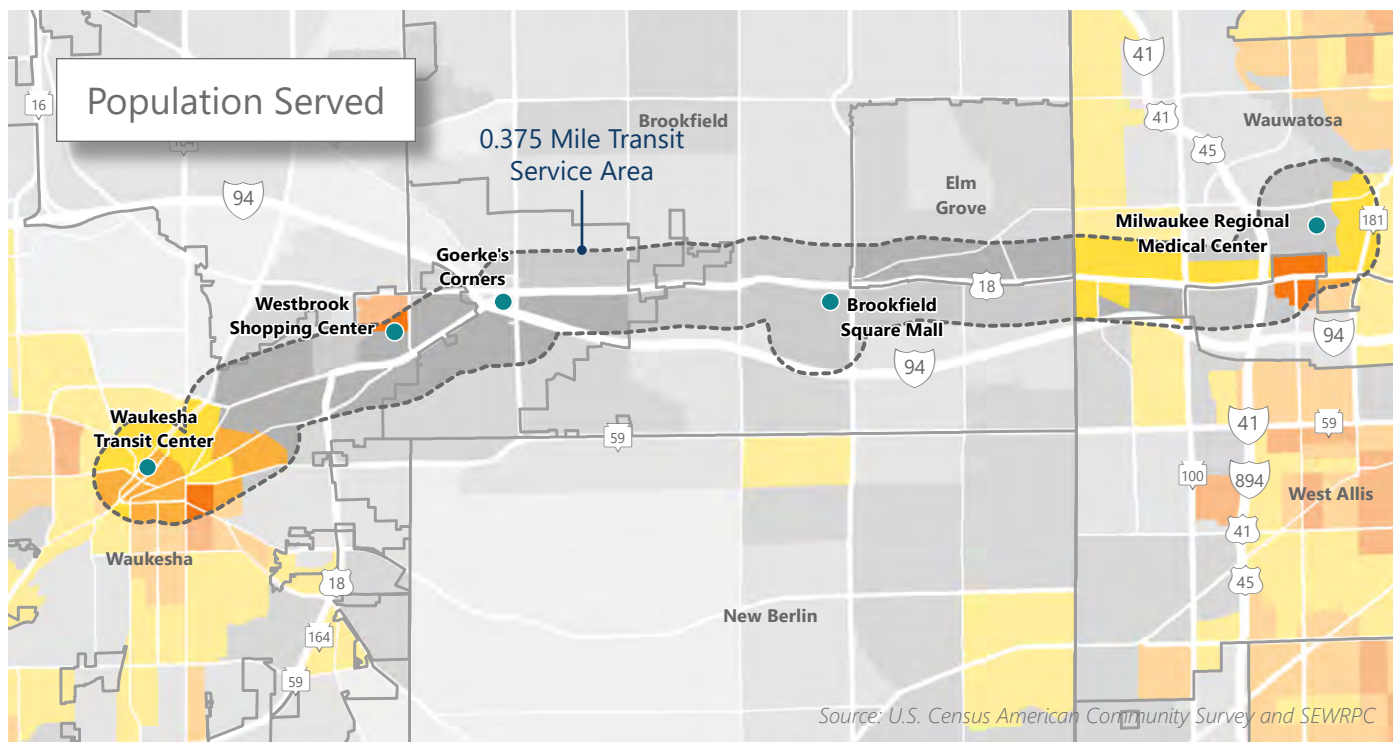 Population Served
16
164
94
Brookfield
0.375 Mile Transit
Service Area
Elm
Grove
41
41
45
Wauwatosa
Milwaukee Regional
Medical Center
181
Goerke's
Corners
Westbrook
Shopping Center
18
Brookfield
Square Mall
94
94
Waukesha
Transit Center
59
41
59
100
894
West Allis
41
Waukesha
18
45
New Berlin
164
59
Source: U.S. Census American Community Survey and SEWRPC